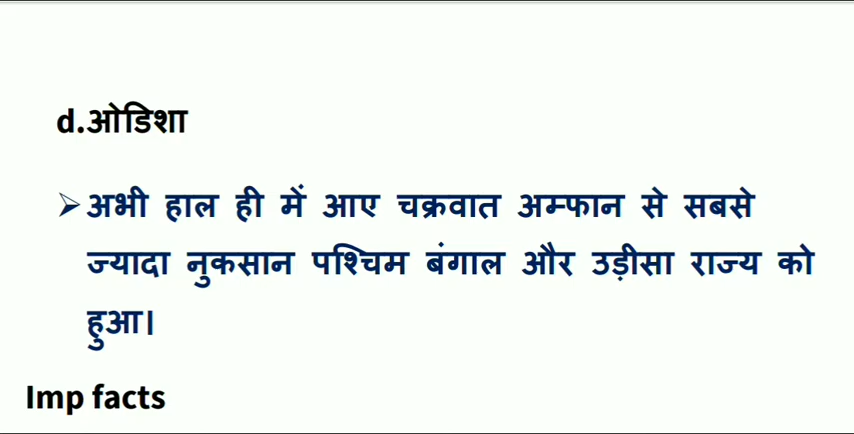 d.ओडिशा
➢ अभी हाल ही में आए चक्रवात अम्फान से सबसे
ज्यादा नुकसान पश्चिम बंगाल और उड़ीसा राज्य को
हुआ।
Imp facts